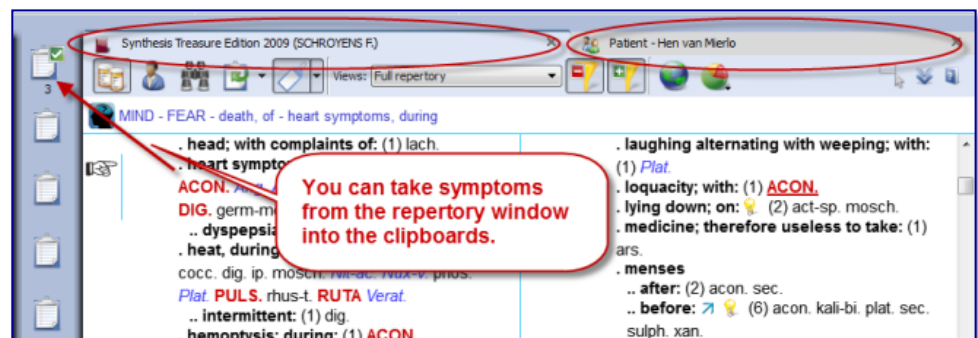 Synthesis Treasure Edition 2009 (SCHROYENS F.)
Patient - Hen van Mierlo
3
Views: Full repertory
MIND - FEAR - death, of - heart symptoms, during
. head; with complaints of: (1) lach.
. heart sympto
ACON.
DIG. germ-m
.. dyspepsia
. heat, during
cocc. dig. ip. mosch. Nit-ac. Nux-v. phos.
Plat. PULS. rhus-t. RUTA Verat.
.. intermittent: (1) dig.
. hemoptysis; during: (1) ACON.
You can take symptoms
from the repertory window
into the clipboards.
. laughing alternating with weeping; with:
(1) Plat.
. loquacity; with: (1) ACON.
. lying down; on: (2) act-sp. mosch.
. medicine; therefore useless to take: (1)
ars.
. menses
.. after: (2) acon. sec.
.. before: (6) acon. kali-bi. plat. sec.
sulph. xan.